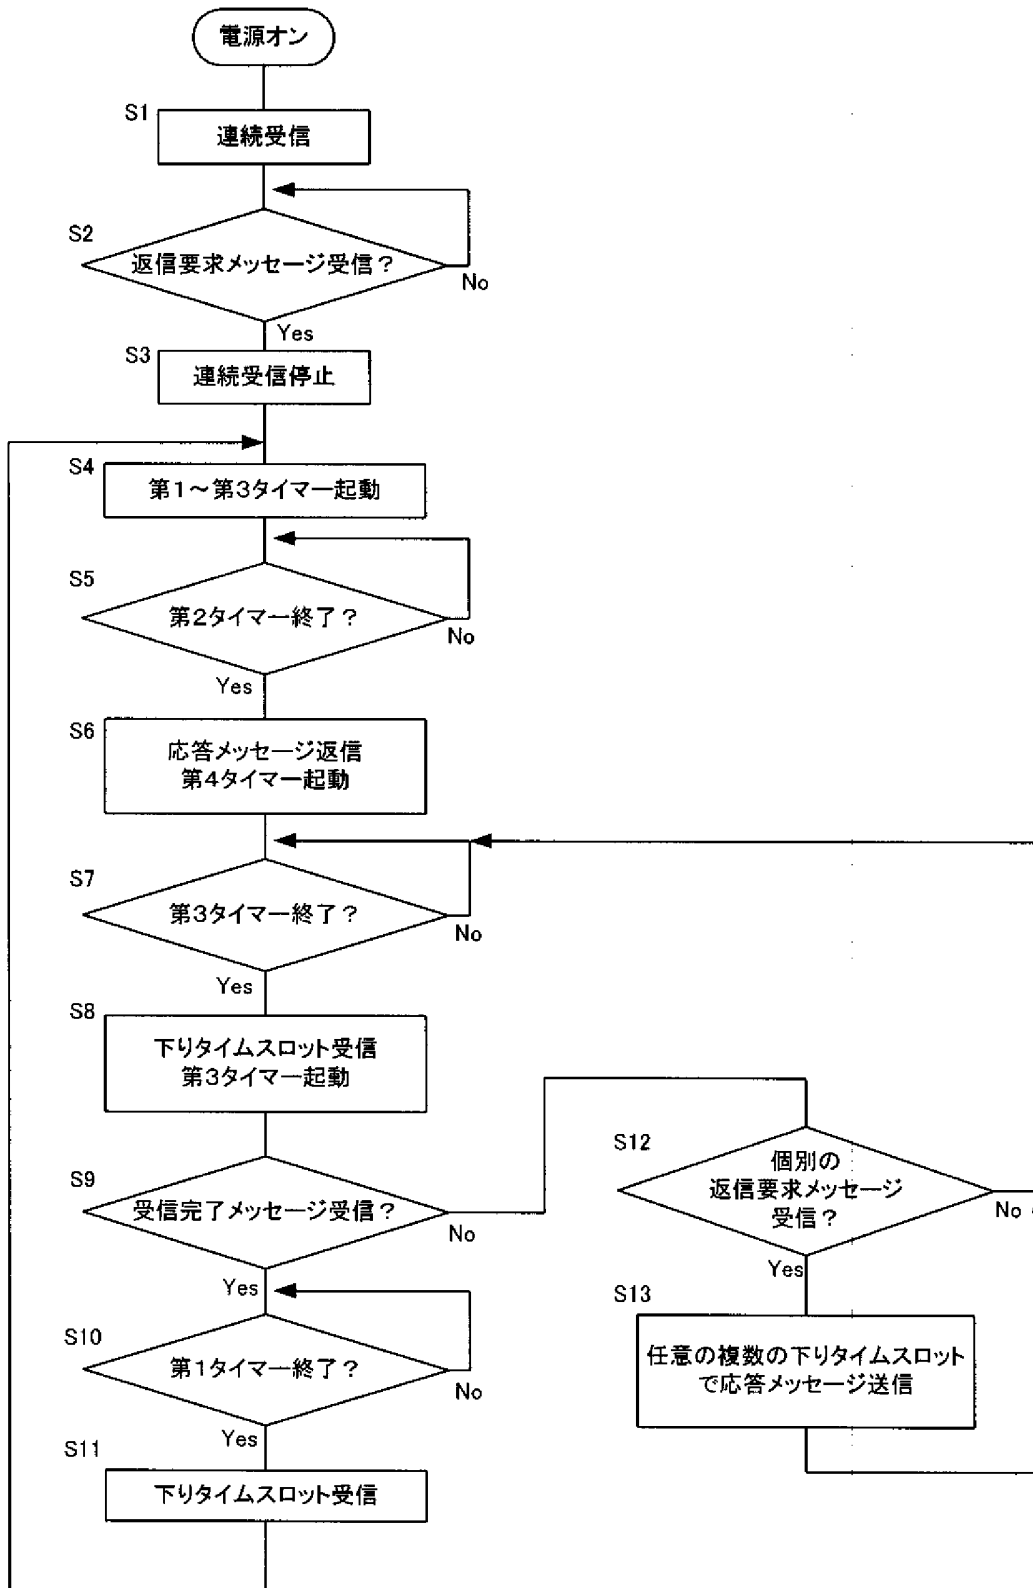 電源オン
S1
連続受信
S2
返信要求メッセージ受信？
No
Yes
S3
連続受信停止
S4
第1～第3タイマー起動
S5
第2タイマー終了？
No
Yes
S6
応答メッセージ返信
第4タイマー起動
S7
第3タイマー終了？
No
Yes
S8
下りタイムスロット受信
第3タイマー起動
S9
受信完了メッセージ受信？
No
Yes
S10
第1タイマー終了？
No
Yes
S11
下りタイムスロット受信
S12
個別の
返信要求メッセージ
受信？
No
Yes
S13
任意の複数の下りタイムスロット
で応答メッセージ送信